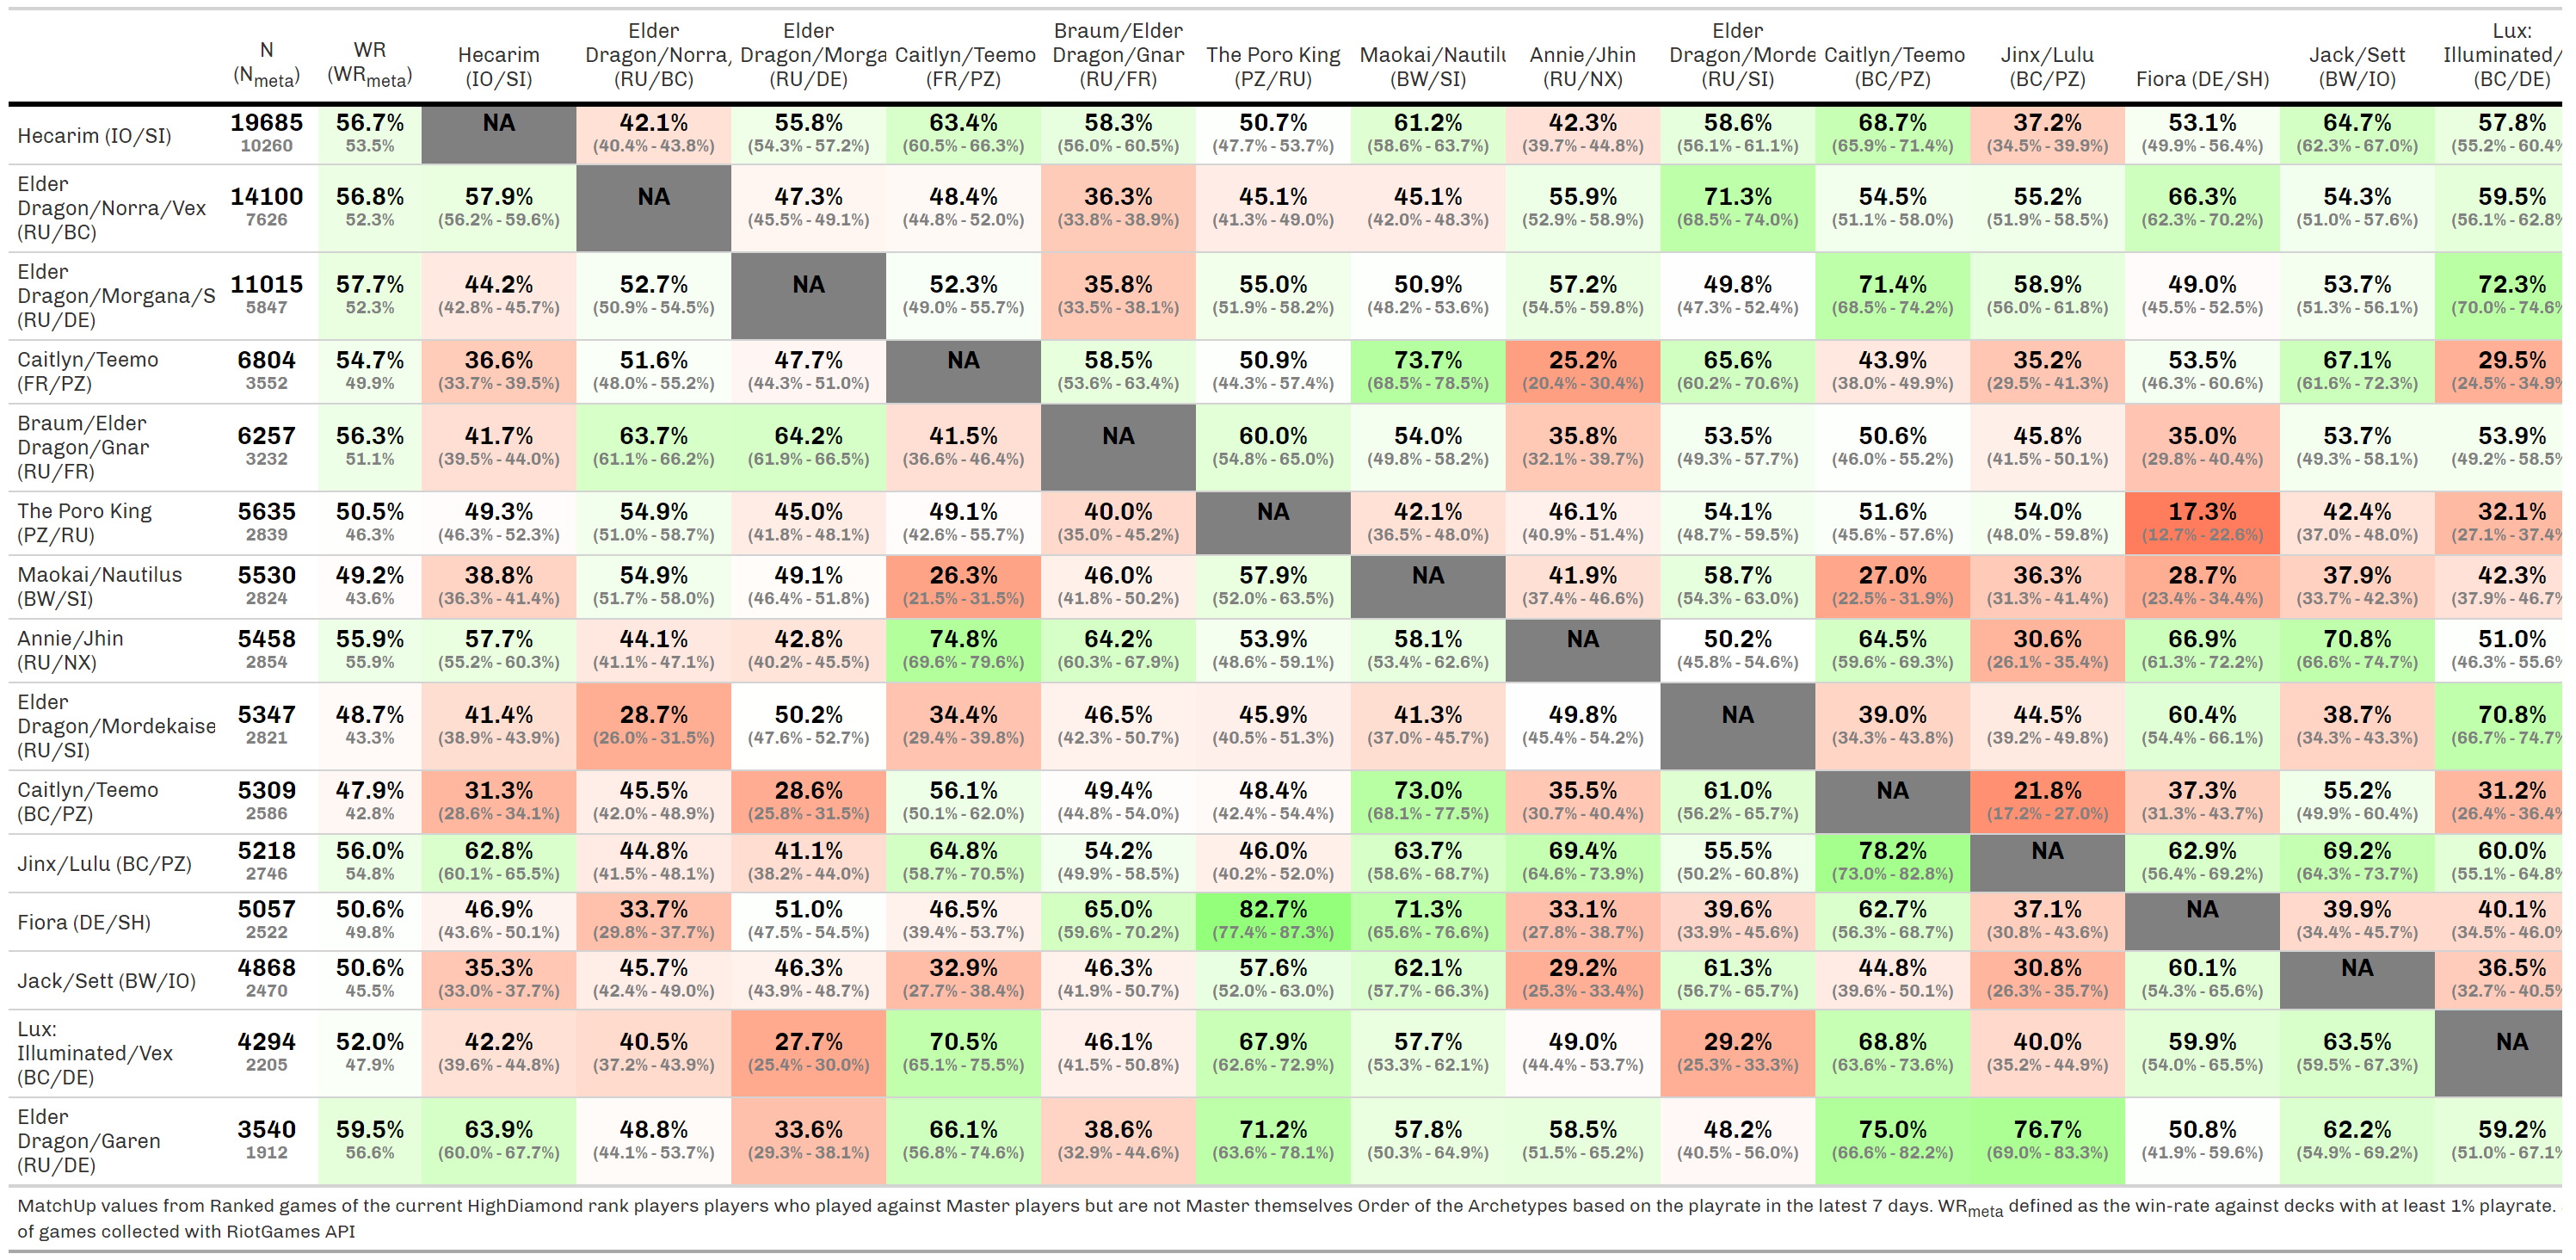 N (N meta) WR (WR meta) Hecarim (IO/SI) Elder Dragon/Norra, (RU/BC) Elder Dragon/Morga (RU/DE) Caitlyn/Teemo (FR/PZ) Braum/Elder Dragon/Gnar (RU/FR) The Poro King (PZ/RU) Maokai/Nautilu (BW/SI) Annie/Jhin (RU/NX) Elder Dragon/Morde (RU/SI) Caitlyn/Teemo (BC/PZ) Jinx/Lulu (BC/PZ) Fiora (DE/SH) Jack/Sett (BW/IO) Lux: Illuminated/ (BC/DE)
Hecarim (IO/SI) 19685 56.7% NA 42.1% 55.8% 63.4% 58.3% 50.7% 61.2% 42.3% 58.6% 68.7% 37.2% 53.1% 64.7% 57.8%
10260 53.5% (40.4% - 43.8%) (54.3% - 57.2%) (60.5% - 66.3%) (56.0% - 60.5%) (47.7% - 53.7%) (58.6% - 63.7%) (39.7% - 44.8%) (56.1% - 61.1%) (65.9% - 71.4%) (34.5% - 39.9%) (49.9% - 56.4%) (62.3% - 67.0%) (55.2% - 60.4%
Elder Dragon/Norra/Vex (RU/BC) 14100 56.8% 57.9% NA 47.3% 48.4% 36.3% 45.1% 45.1% 55.9% 71.3% 54.5% 55.2% 66.3% 54.3% 59.5%
7626 52.3% (56.2% - 59.6%) (45.5% - 49.1%) (44.8% - 52.0%) (33.8% - 38.9%) (41.3% - 49.0%) (42.0% - 48.3%) (52.9% - 58.9%) (68.5% - 74.0%) (51.1% - 58.0%) (51.9% - 58.5%) (62.3% - 70.2%) (51.0% - 57.6%) (56.1% - 62.8%
Elder Dragon/Morgana/S (RU/DE) 11015 57.7% 44.2% 52.7% NA 52.3% 35.8% 55.0% 50.9% 57.2% 49.8% 71.4% 58.9% 49.0% 53.7% 72.3%
5847 52.3% (42.8% - 45.7%) (50.9% - 54.5%) (49.0% - 55.7%) (33.5% - 38.1%) (51.9% - 58.2%) (48.2% - 53.6%) (54.5% - 59.8%) (47.3% - 52.4%) (68.5% - 74.2%) (56.0% - 61.8%) (45.5% - 52.5%) (51.3% - 56.1%) (70.0% - 74.6%
Caitlyn/Teemo (FR/PZ) 6804 54.7% 36.6% 51.6% 47.7% NA 58.5% 50.9% 73.7% 25.2% 65.6% 43.9% 35.2% 53.5% 67.1% 29.5%
3552 49.9% (33.7% - 39.5%) (48.0% - 55.2%) (44.3% - 51.0%) (53.6% - 63.4%) (44.3% - 57.4%) (68.5% - 78.5%) (20.4% - 30.4%) (60.2% - 70.6%) (38.0% - 49.9%) (29.5% - 41.3%) (46.3% - 60.6%) (61.6% - 72.3%) (24.5% - 34.9%
Braum/Elder Dragon/Gnar (RU/FR) 6257 56.3% 41.7% 63.7% 64.2% 41.5% NA 60.0% 54.0% 35.8% 53.5% 50.6% 45.8% 35.0% 53.7% 53.9%
3232 51.1% (39.5% - 44.0%) (61.1% - 66.2%) (61.9% - 66.5%) (36.6% - 46.4%) (54.8% - 65.0%) (49.8% - 58.2%) (32.1% - 39.7%) (49.3% - 57.7%) (46.0% - 55.2%) (41.5% - 50.1%) (29.8% - 40.4%) (49.3% - 58.1%) (49.2% - 58.5%
The Poro King (PZ/RU) 5635 50.5% 49.3% 54.9% 45.0% 49.1% 40.0% NA 42.1% 46.1% 54.1% 51.6% 54.0% 17.3% 42.4% 32.1%
2839 46.3% (46.3% - 52.3%) (51.0% - 58.7%) (41.8% - 48.1%) (42.6% - 55.7%) (35.0% - 45.2%) (36.5% - 48.0%) (40.9% - 51.4%) (48.7% - 59.5%) (45.6% - 57.6%) (48.0% - 59.8%) (12.7% - 22.6%) (37.0% - 48.0%) (27.1% - 37.4%
Maokai/Nautilus (BW/SI) 5530 49.2% 38.8% 54.9% 49.1% 26.3% 46.0% 57.9% NA 41.9% 58.7% 27.0% 36.3% 28.7% 37.9% 42.3%
2824 43.6% (36.3% - 41.4%) (51.7% - 58.0%) (46.4% - 51.8%) (21.5% - 31.5%) (41.8% - 50.2%) (52.0% - 63.5%) (37.4% - 46.6%) (54.3% - 63.0%) (22.5% - 31.9%) (31.3% - 41.4%) (23.4% - 34.4%) (33.7% - 42.3%) (37.9% - 46.7%
Annie/Jhin (RU/NX) 5458 55.9% 57.7% 44.1% 42.8% 74.8% 64.2% 53.9% 58.1% NA 50.2% 64.5% 30.6% 66.9% 70.8% 51.0%
2854 55.9% (55.2% - 60.3%) (41.1% - 47.1%) (40.2% - 45.5%) (69.6% - 79.6%) (60.3% - 67.9%) (48.6% - 59.1%) (53.4% - 62.6%) (45.8% - 54.6%) (59.6% - 69.3%) (26.1% - 35.4%) (61.3% - 72.2%) (66.6% - 74.7%) (46.3% - 55.6%
Elder Dragon/Mordekaise (RU/SI) 5347 48.7% 41.4% 28.7% 50.2% 34.4% 46.5% 45.9% 41.3% 49.8% NA 39.0% 44.5% 60.4% 38.7% 70.8%
2821 43.3% (38.9% - 43.9%) (26.0% - 31.5%) (47.6% - 52.7%) (29.4% - 39.8%) (42.3% - 50.7%) (40.5% - 51.3%) (37.0% - 45.7%) (45.4% - 54.2%) (34.3% - 43.8%) (39.2% - 49.8%) (54.4% - 66.1%) (34.3% - 43.3%) (66.7% - 74.7%
Caitlyn/Teemo (BC/PZ) 5309 47.9% 31.3% 45.5% 28.6% 56.1% 49.4% 48.4% 73.0% 35.5% 61.0% NA 21.8% 37.3% 55.2% 31.2%
2586 42.8% (28.6% - 34.1%) (42.0% - 48.9%) (25.8% - 31.5%) (50.1% - 62.0%) (44.8% - 54.0%) (42.4% - 54.4%) (68.1% - 77.5%) (30.7% - 40.4%) (56.2% - 65.7%) (17.2% - 27.0%) (31.3% - 43.7%) (49.9% - 60.4%) (26.4% - 36.4%
Jinx/Lulu (BC/PZ) 5218 56.0% 62.8% 44.8% 41.1% 64.8% 54.2% 46.0% 63.7% 69.4% 55.5% 78.2% NA 62.9% 69.2% 60.0%
2746 54.8% (60.1% - 65.5%) (41.5% - 48.1%) (38.2% - 44.0%) (58.7% - 70.5%) (49.9% - 58.5%) (40.2% - 52.0%) (58.6% - 68.7%) (64.6% - 73.9%) (50.2% - 60.8%) (73.0% - 82.8%) (56.4% - 69.2%) (64.3% - 73.7%) (55.1% - 64.8%
Fiora (DE/SH) 5057 50.6% 46.9% 33.7% 51.0% 46.5% 65.0% 82.7% 71.3% 33.1% 39.6% 62.7% 37.1% NA 39.9% 40.1%
2522 49.8% (43.6% - 50.1%) (29.8% - 37.7%) (47.5% - 54.5%) (39.4% - 53.7%) (59.6% - 70.2%) (77.4% - 87.3%) (65.6% - 76.6%) (27.8% - 38.7%) (33.9% - 45.6%) (56.3% - 68.7%) (30.8% - 43.6%) (34.4% - 45.7%) (34.5% - 46.0%
Jack/Sett (BW/IO) 4868 50.6% 35.3% 45.7% 46.3% 32.9% 46.3% 57.6% 62.1% 29.2% 61.3% 44.8% 30.8% 60.1% NA 36.5%
2470 45.5% (33.0% - 37.7%) (42.4% - 49.0%) (43.9% - 48.7%) (27.7% - 38.4%) (41.9% - 50.7%) (52.0% - 63.0%) (57.7% - 66.3%) (25.3% - 33.4%) (56.7% - 65.7%) (39.6% - 50.1%) (26.3% - 35.7%) (54.3% - 65.6%) (32.7% - 40.5%
Lux: Illuminated/Vex (BC/DE) 4294 52.0% 42.2% 40.5% 27.7% 70.5% 46.1% 67.9% 57.7% 49.0% 29.2% 68.8% 40.0% 59.9% 63.5% NA
2205 47.9% (39.6% - 44.8%) (37.2% - 43.9%) (25.4% - 30.0%) (65.1% - 75.5%) (41.5% - 50.8%) (62.6% - 72.9%) (53.3% - 62.1%) (44.4% - 53.7%) (25.3% - 33.3%) (63.6% - 73.6%) (35.2% - 44.9%) (54.0% - 65.5%) (59.5% - 67.3%)
Elder Dragon/Garen (RU/DE) 3540 59.5% 63.9% 48.8% 33.6% 66.1% 38.6% 71.2% 57.8% 58.5% 48.2% 75.0% 76.7% 50.8% 62.2% 59.2%
1912 56.6% (60.0% - 67.7%) (44.1% - 53.7%) (29.3% - 38.1%) (56.8% - 74.6%) (32.9% - 44.6%) (63.6% - 78.1%) (50.3% - 64.9%) (51.5% - 65.2%) (40.5% - 56.0%) (66.6% - 82.2%) (69.0% - 83.3%) (41.9% - 59.6%) (54.9% - 69.2%) (51.0% - 67.1%
MatchUp values from Ranked games of the current HighDiamond rank players players who played against Master players but are not Master themselves Order of the Archetypes based on the playrate in the latest 7 days. WR meta defined as the win-rate against decks with at least 1% playrate.
of games collected with RiotGames API